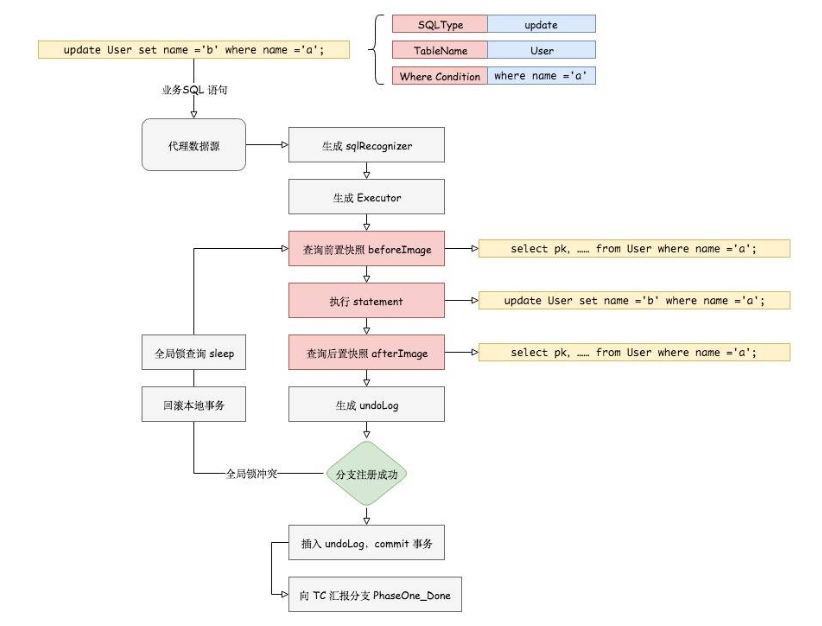 SQLType
update
update User set name ='b' where name ='a';
TableName
User
Where Condition
where name ='a'
业务SQL 语句
代理数据源
生成 sqlRecognizer
生成 Executor
查询前置快照 beforeImage
select pk, …… from User where name ='a';
执行 statement
update User set name ='b' where name ='a';
全局锁查询 sleep
查询后置快照 afterImage
select pk, …… from User where name ='a';
回滚本地事务
生成 undoLog
全局锁冲突
分支注册成功
插入 undoLog，commit 事务
向 TC 汇报分支 PhaseOne_Done